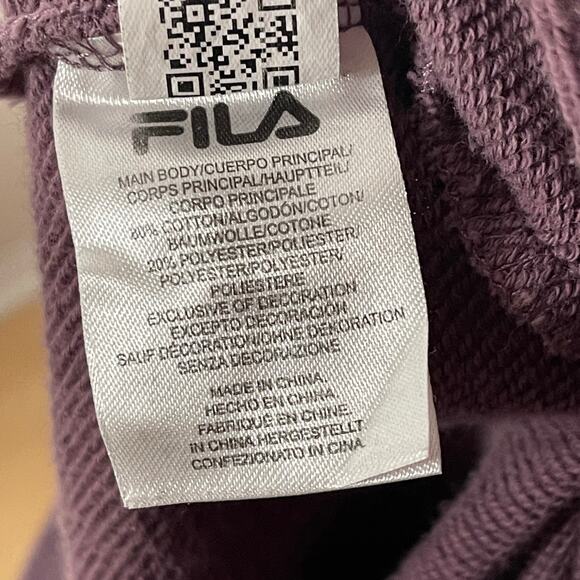 FILA
MAIN BODY/CUERPO PRINCIPAL/
CORPS PRINCIPAL/HAUPTTEIL/
CORPO PRINCIPALE
80% COTTON/ALGODÓN/COTON/
BAUMWOLLE/COTONE
20% POLYESTER/POLIÉSTER/
POLYESTER/POLYESTER/
POLIESTERE
EXCLUSIVE OF DECORATION
EXCEPTO DECORACIÓN
SAUF DÉCORATION/OHNE DEKORATION
SENZA DECORAZIONE
MADE IN CHINA.
HECHO EN CHINA.
FABRIQUÉ EN CHINE.
IN CHINA HERGESTELLT.
CONFEZIONATO IN CINA.